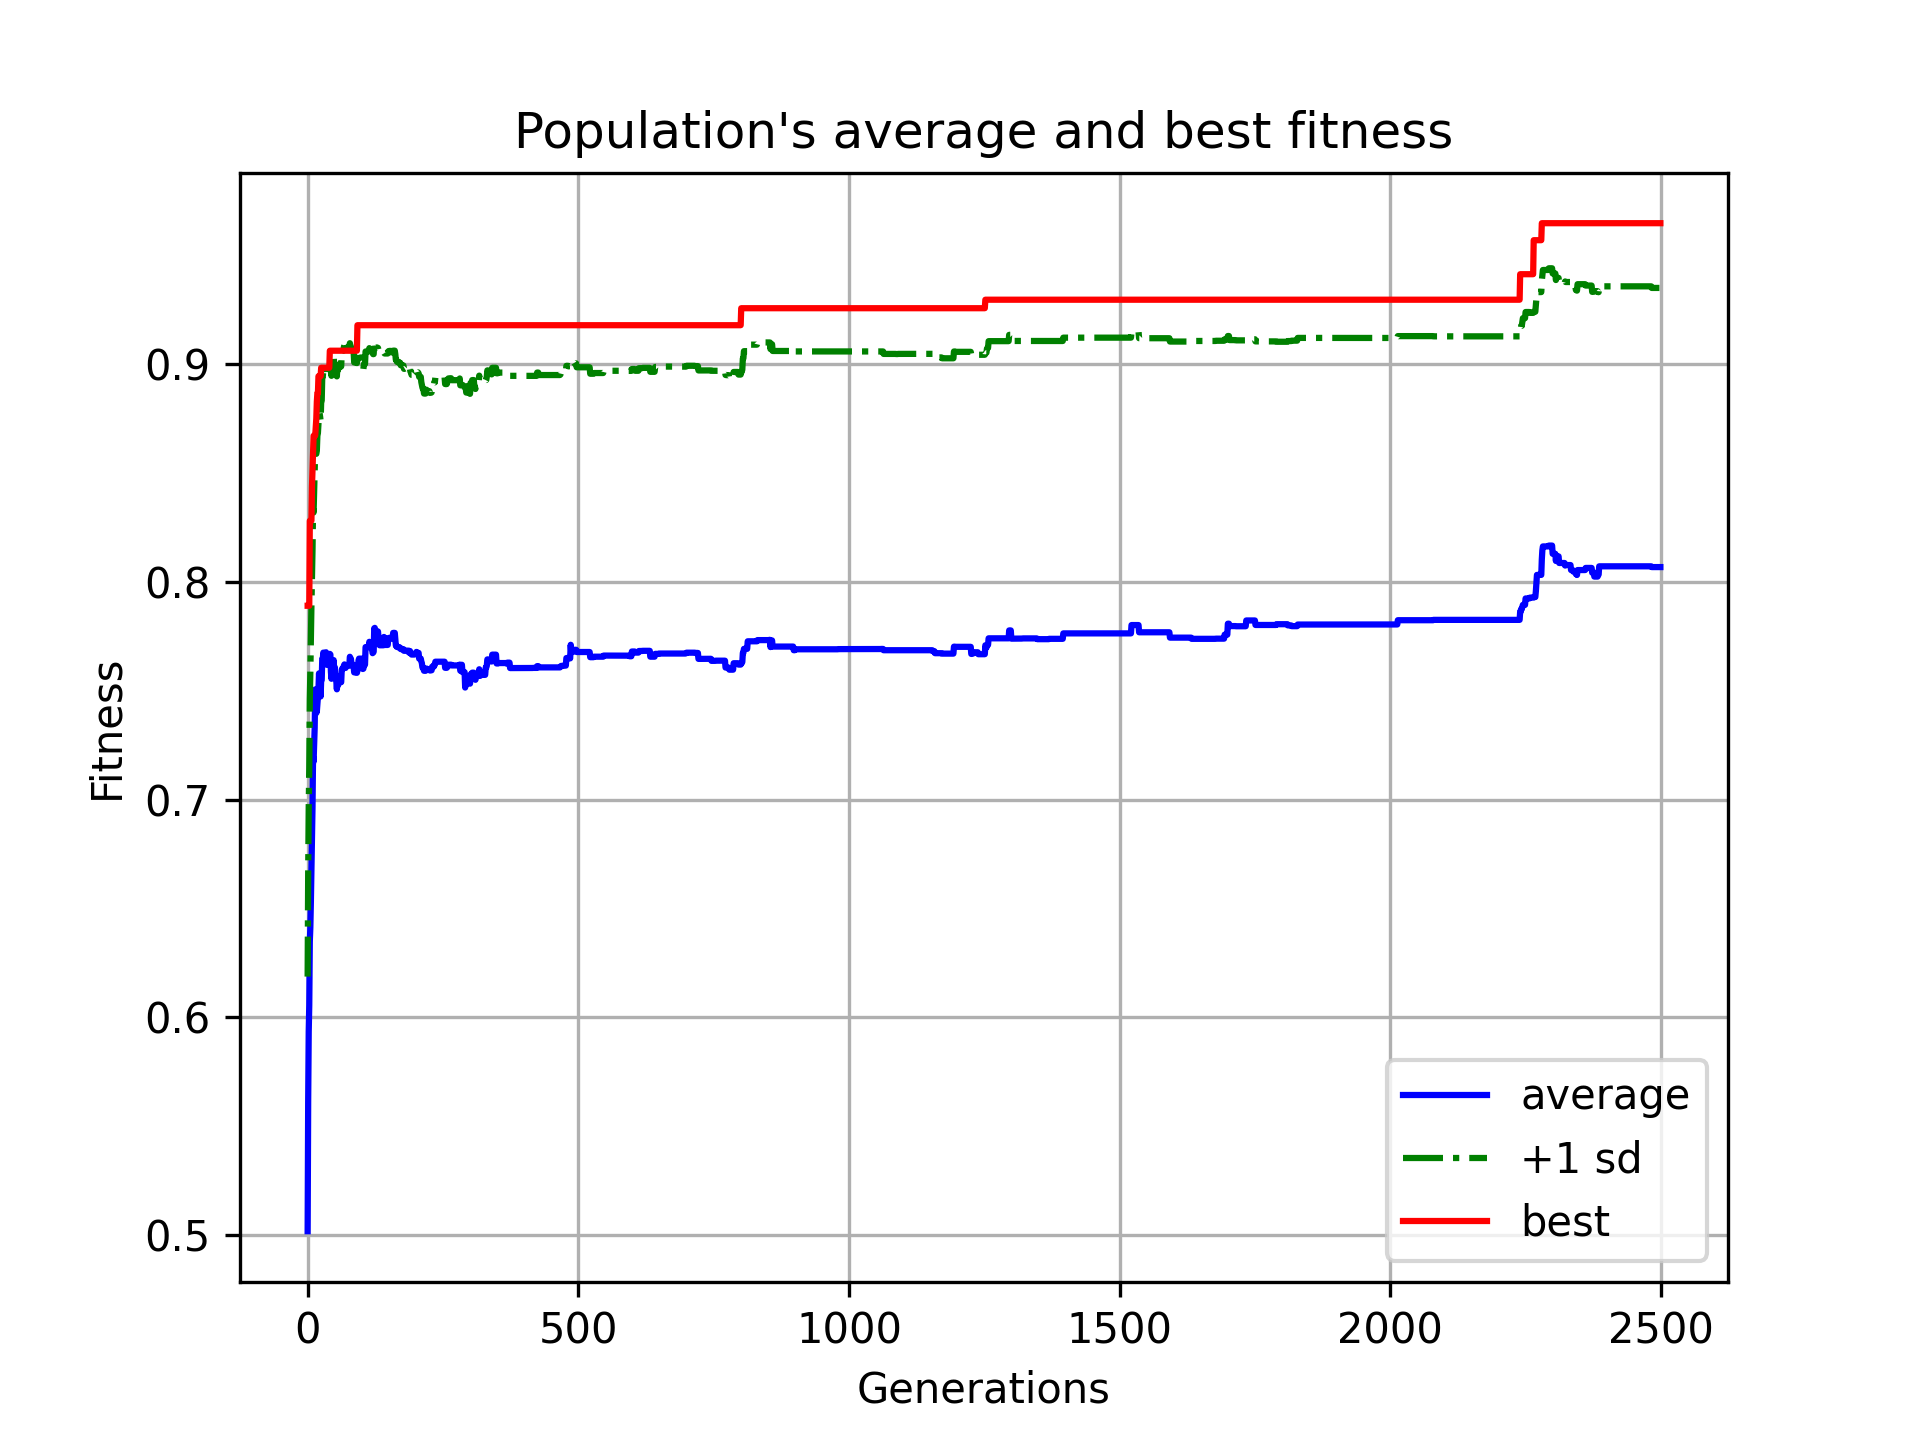 Population's average and best fitness
Fitness
0.9
0.8
0.7
0.6
0.5
0 500 1000 1500 2000 2500
Generations
average
+1 sd
best